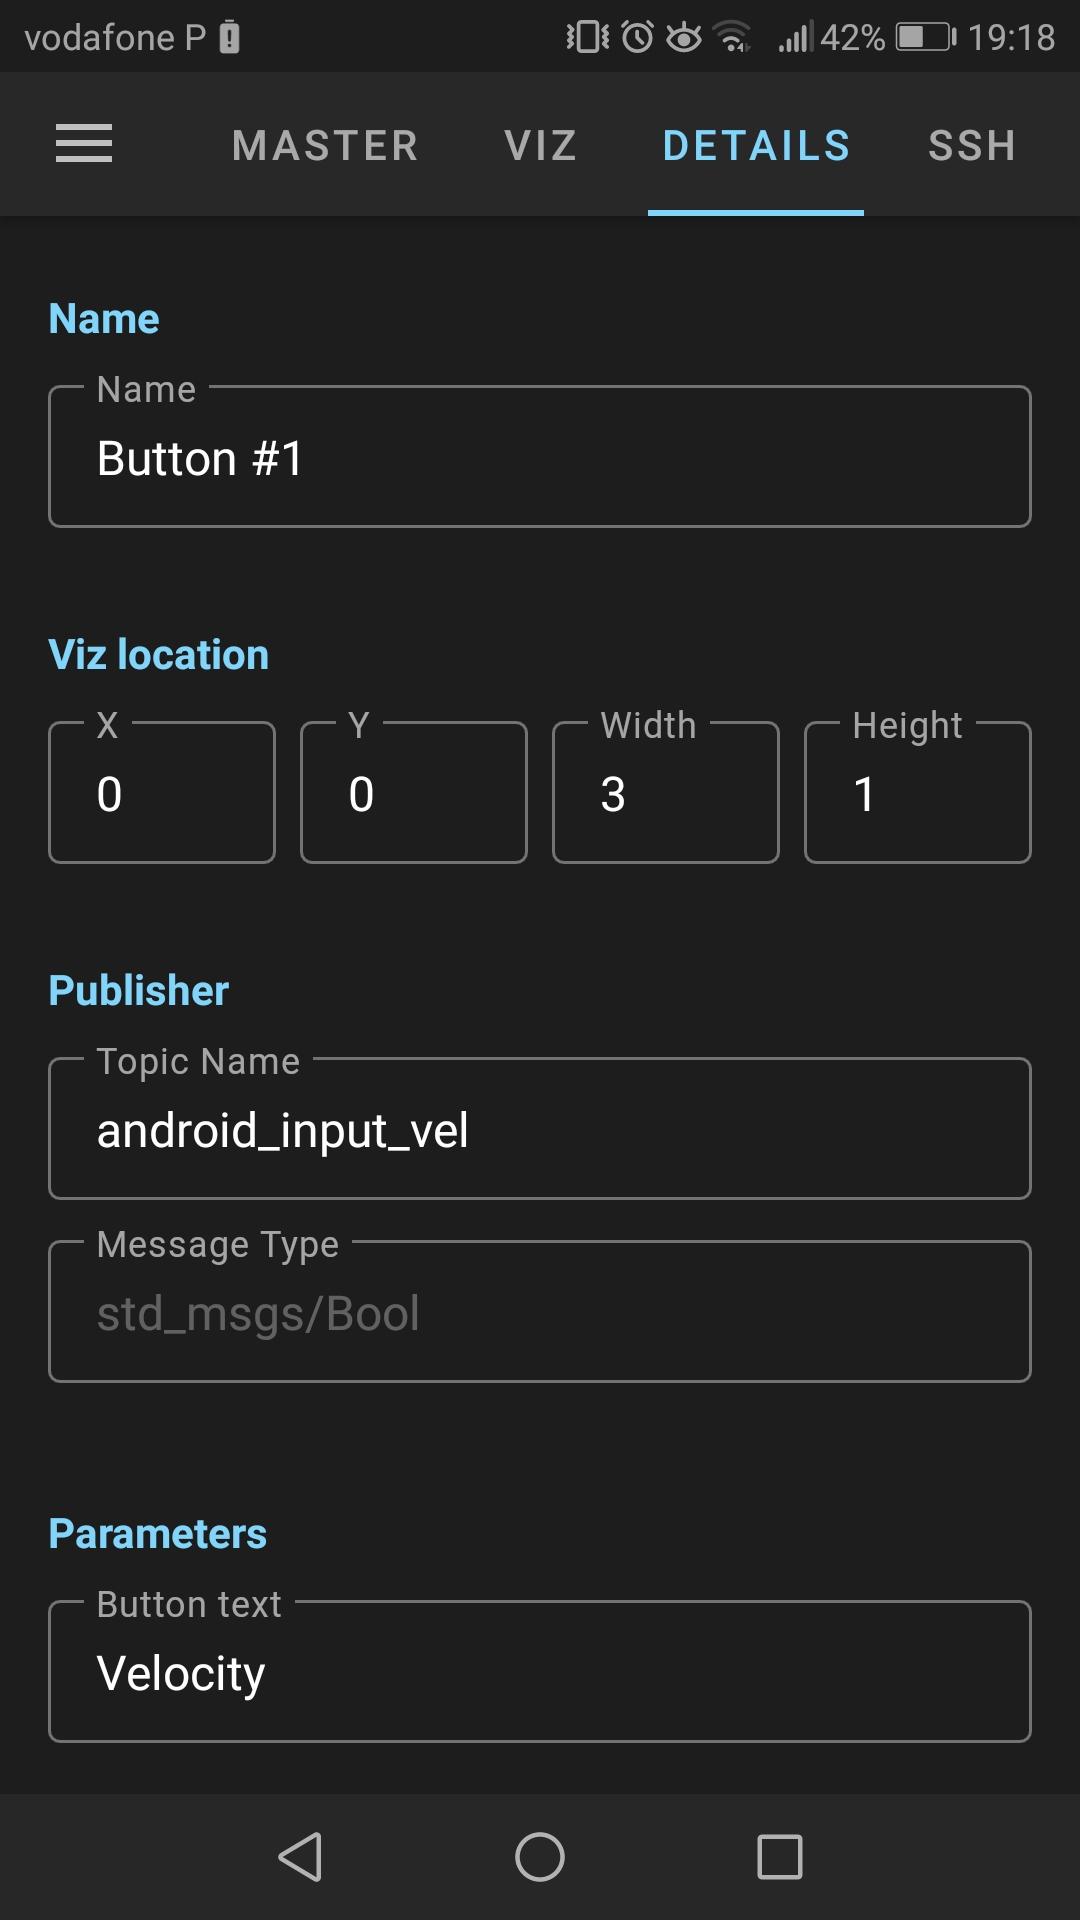 vodafone P 42% 19:18
MASTER VIZ DETAILS SSH
Name
Name
Button #1
Viz location
X Y Width Height
0 0 3 1
Publisher
Topic Name
android_input_vel
Message Type
std_msgs/Bool
Parameters
Button text
Velocity